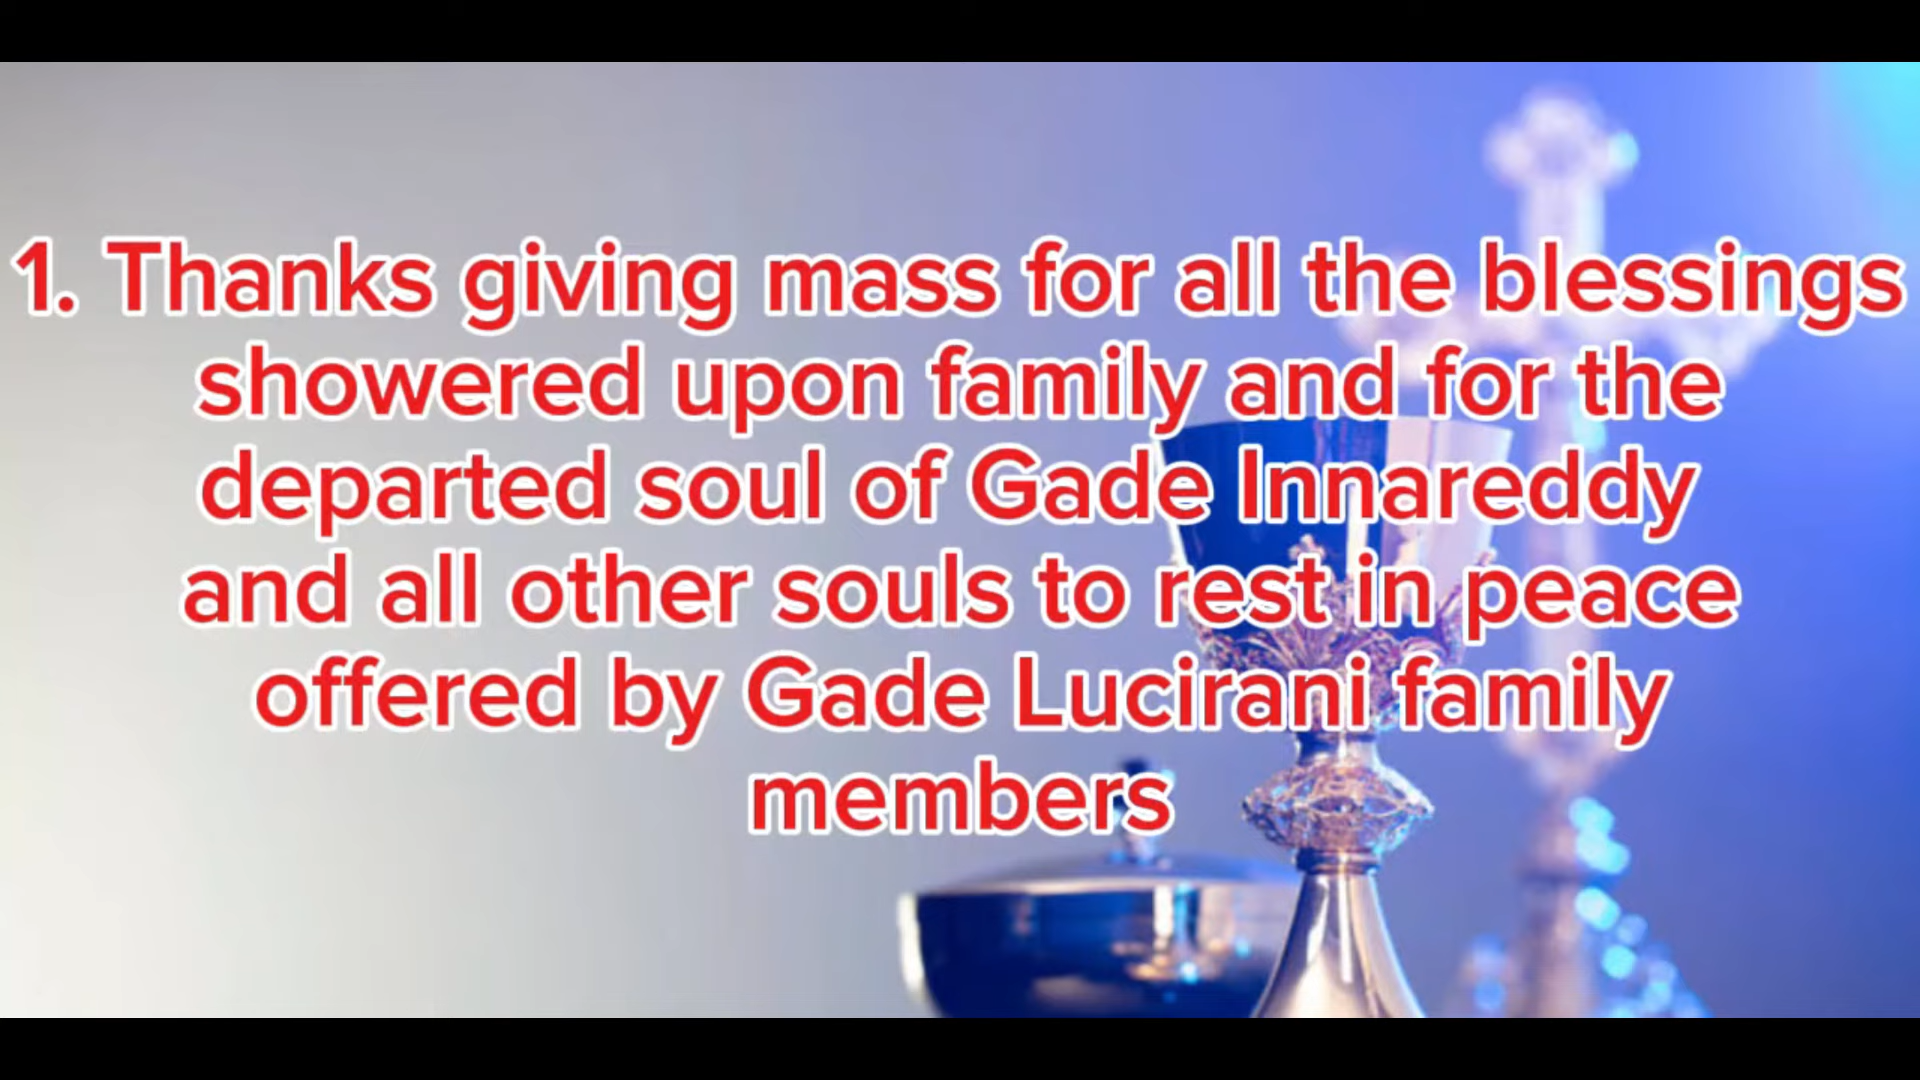 1. Thanks giving mass for all the blessings
showered upon family and for the
departed soul of Gade Innareddy
and all other souls to rest in peace
offered by Gade Lucirani family
members